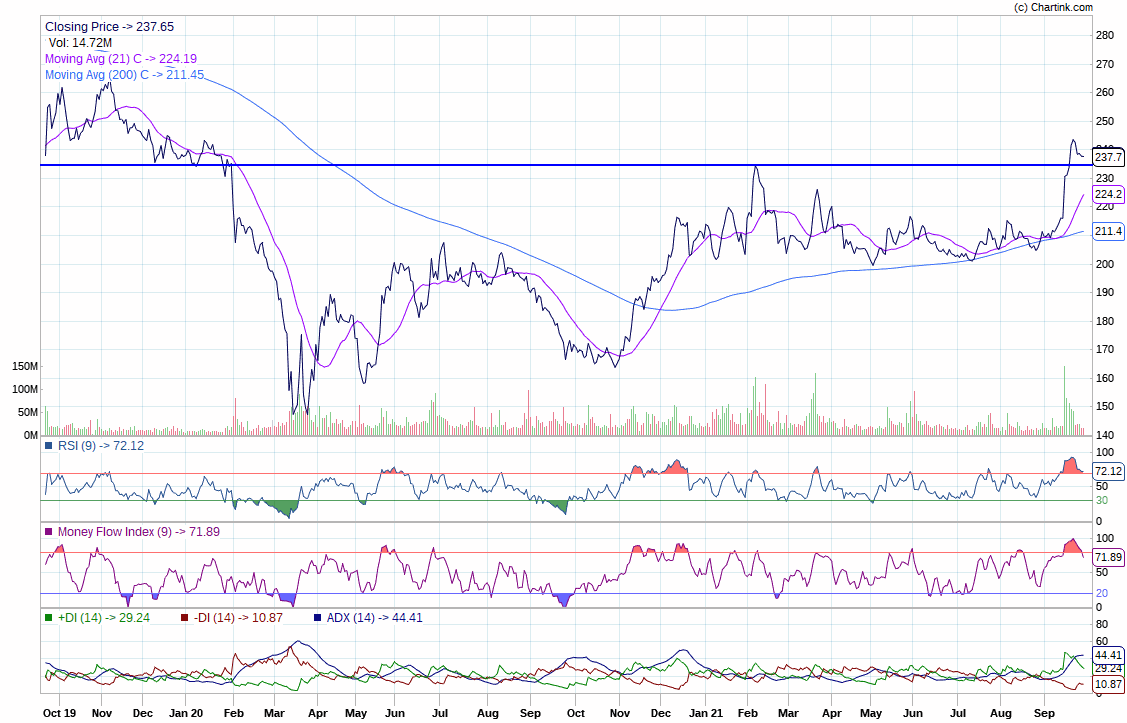 (c) Chartink.com
Closing Price -> 237.65
Vol: 14.72M
Moving Avg (21) C -> 224.19
Moving Avg (200) C -> 211.45
280
270
260
250
240
237.7
230
224.2
220
211.4
200
190
180
170
160
150
140
150M
100M
50M
0M
RSI (9) -> 72.12
100
72.12
50
30
0
Money Flow Index (9) -> 71.89
100
71.89
50
20
0
+DI (14) -> 29.24 -DI (14) -> 10.87 ADX (14) -> 44.41
80
60
44.41
29.24
10.87
0
Oct 19 Nov Dec Jan 20 Feb Mar Apr May Jun Jul Aug Sep Oct Nov Dec Jan 21 Feb Mar Apr May Jun Jul Aug Sep